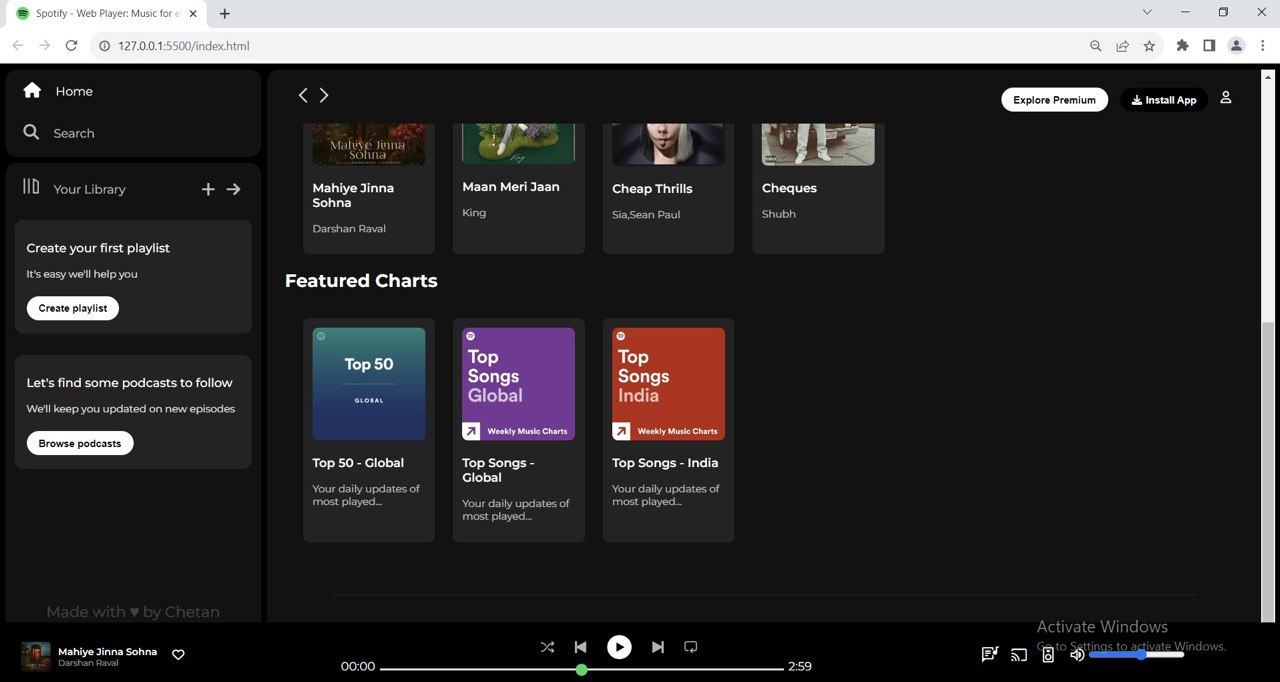 Spotify - Web Player: Music for e
127.0.0.1:5500/index.html
Home
Search
Your Library
Create your first playlist
It's easy we'll help you
Create playlist
Let's find some podcasts to follow
We'll keep you updated on new episodes
Browse podcasts
Made with ♥ by Chetan
Explore Premium
Install App
Mahiye Jinna
Sohna
King
Mahiye Jinna
Sohna
Darshan Raval
Maan Meri Jaan
King
Cheap Thrills
Sia,Sean Paul
Cheques
Shubh
Featured Charts
Top 50
GLOBAL
Top 50 - Global
Your daily updates of
most played...
Top
Songs
Global
Weekly Music Charts
Top Songs -
Global
Your daily updates of
most played...
Top
Songs
India
Weekly Music Charts
Top Songs - India
Your daily updates of
most played...
Activate Windows
Go to Settings to activate Windows.
Mahiye Jinna Sohna
Darshan Raval
00:00
2:59